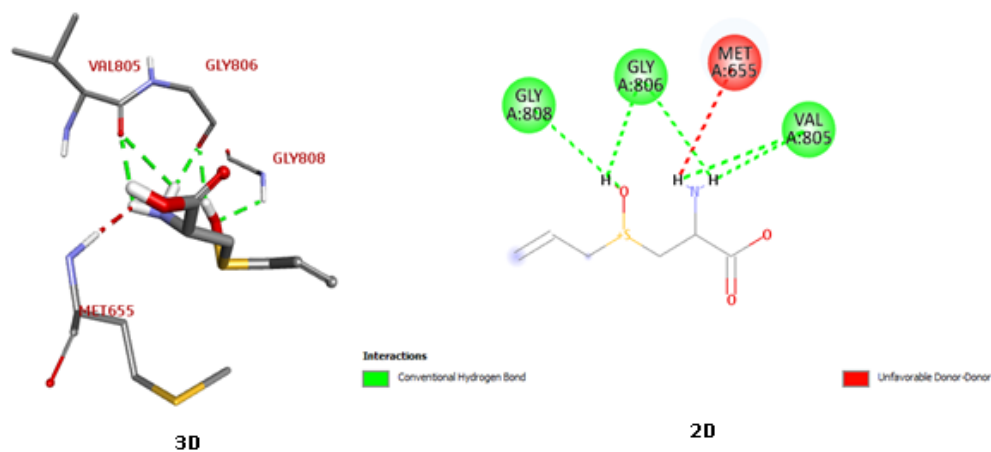 VAL805
GLY806
GLY808
MET655
3D
GLY
A:808
GLY
A:806
MET
A:655
VAL
A:805
H
H
H
O
N
S
O
O
Interactions
Conventional Hydrogen Bond
Unfavorable Donor-Donor
2D